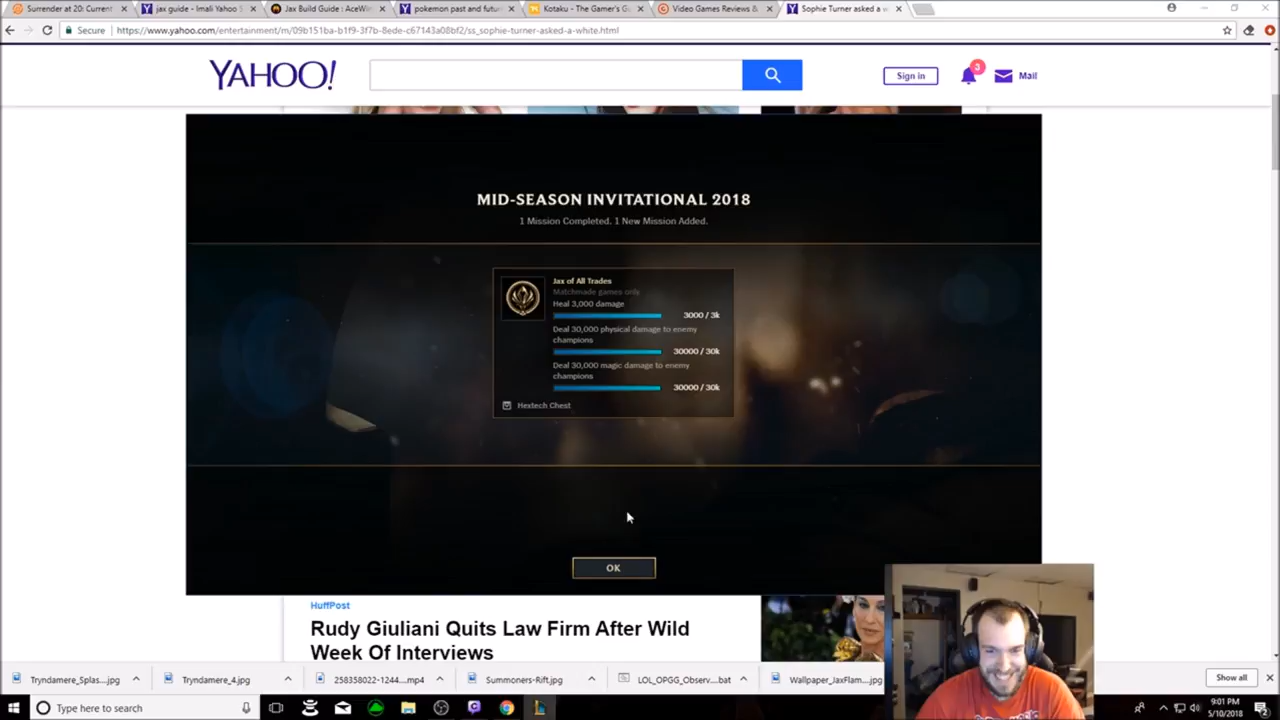 Surrender at 20: Current
jax guide - Imali Yahoo S
Jax Build Guide : AceWin
pokemon past and futur
Kotaku - The Gamer's Gu
Video Games Reviews &
Sophie Turner asked a w
Secure
https://www.yahoo.com/entertainment/m/09b151ba-b1f9-3f7b-8ede-c67143a08bf2/ss_sophie-turner-asked-a-white.html
YAHOO!
Sign in
3
Mail
MID-SEASON INVITATIONAL 2018
1 Mission Completed. 1 New Mission Added.
Jax of All Trades
Matchmade games only
Heal 3,000 damage
3000 / 3k
Deal 30,000 physical damage to enemy
champions
30000 / 30k
Deal 30,000 magic damage to enemy
champions
30000 / 30k
Hextech Chest
OK
HuffPost
Rudy Giuliani Quits Law Firm After Wild
Week Of Interviews
Tryndamere_Splas....jpg
Tryndamere_4.jpg
258358022-1244....mp4
Summoners-Rift.jpg
LOL_OPGG_Observ....bat
Wallpaper_JaxFlam....jpg
Show all
Type here to search
9:01 PM
5/10/2018
2